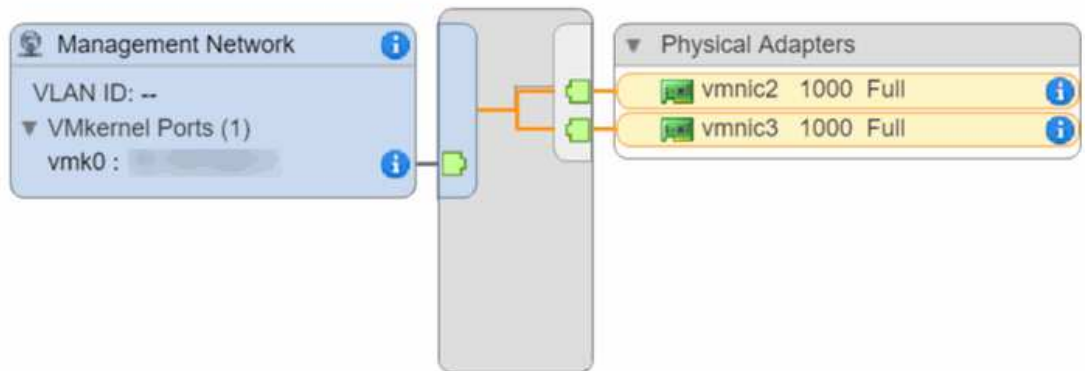 Management Network
VLAN ID: --
VMkernel Ports (1)
vmk0 :
Physical Adapters
vmnic2 1000 Full
vmnic3 1000 Full